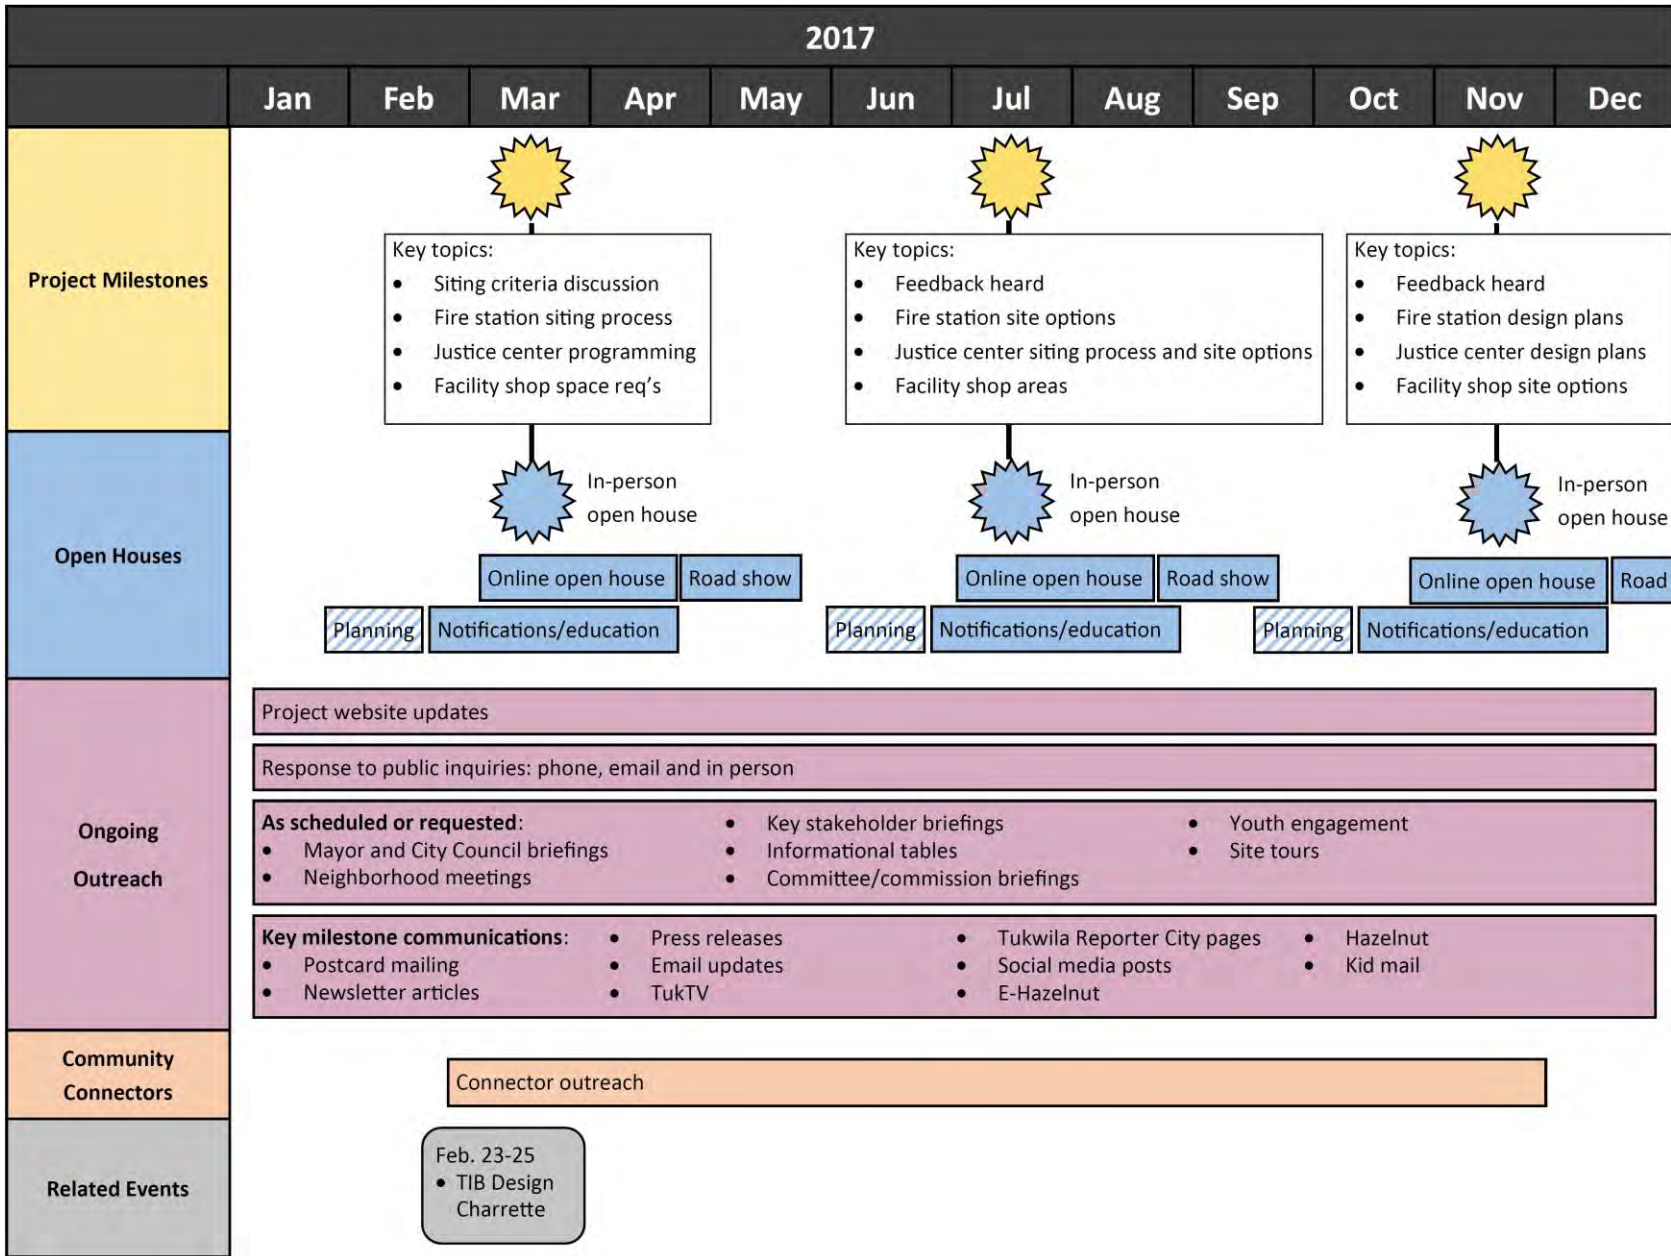 2017
Jan Feb Mar Apr May Jun Jul Aug Sep Oct Nov Dec
Project Milestones
Key topics:
• Siting criteria discussion
• Fire station siting process
• Justice center programming
• Facility shop space req's
Key topics:
• Feedback heard
• Fire station site options
• Justice center siting process and site options
• Facility shop areas
Key topics:
• Feedback heard
• Fire station design plans
• Justice center design plans
• Facility shop site options
Open Houses
In-person
open house
In-person
open house
In-person
open house
Online open house Road show
Planning Notifications/education
Online open house Road show
Planning Notifications/education
Online open house Road
Planning Notifications/education
Ongoing
Outreach
Project website updates
Response to public inquiries: phone, email and in person
As scheduled or requested:
• Mayor and City Council briefings
• Neighborhood meetings
• Key stakeholder briefings
• Informational tables
• Committee/commission briefings
• Youth engagement
• Site tours
Key milestone communications:
• Postcard mailing
• Newsletter articles
• Press releases
• Email updates
• TukTV
• Tukwila Reporter City pages
• Social media posts
• E-Hazelnut
• Hazelnut
• Kid mail
Community
Connectors
Connector outreach
Related Events
Feb. 23-25
• TIB Design
Charrette